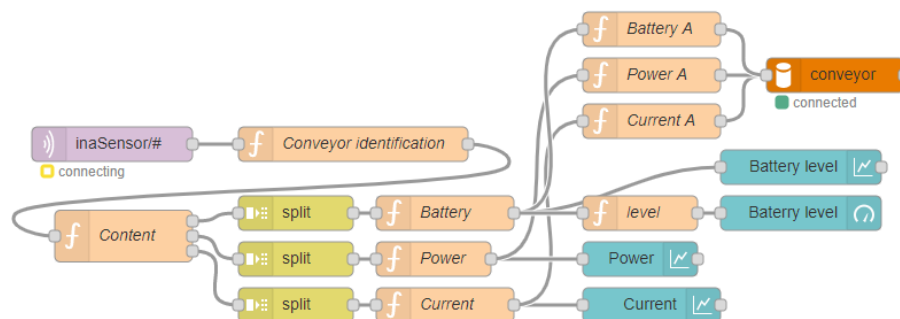 Battery A
Power A
conveyor
connected
Current A
inaSensor/#
connecting
Conveyor identification
Battery level
Content
split
Battery
level
Baterry level
split
Power
Power
split
Current
Current